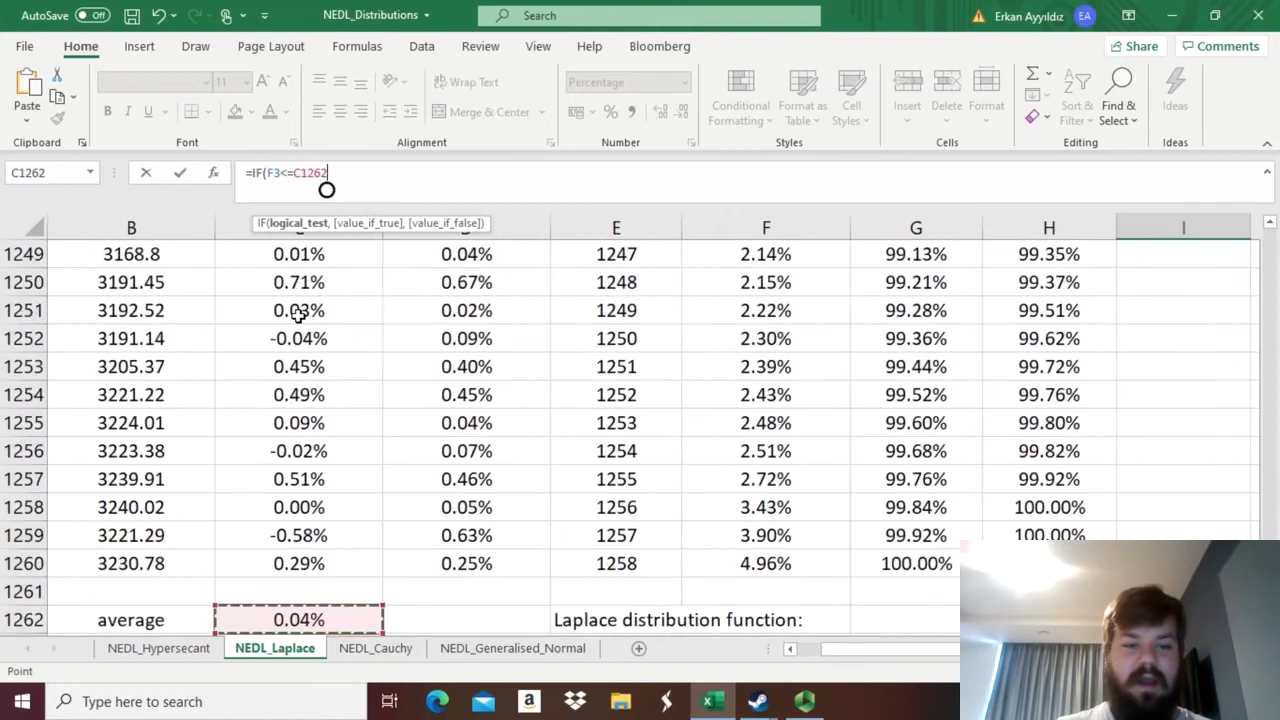 AutoSave Off NEDL_Distributions Search Erkan Ayyıldız EA
File Home Insert Draw Page Layout Formulas Data Review View Help Bloomberg Share Comments
Paste 11 A A Wrap Text Percentage Conditional Formatting Format as Table Cell Styles Insert Delete Format Sort & Filter Find & Select Ideas
B I U A Merge & Center % 9
Clipboard Font Alignment Number Styles Cells Editing Ideas
C1262 fx =IF(F3<=C1262
IF(logical_test, [value_if_true], [value_if_false])
B E F G H I
1249 3168.8 0.01% 0.04% 1247 2.14% 99.13% 99.35%
1250 3191.45 0.71% 0.67% 1248 2.15% 99.21% 99.37%
1251 3192.52 0.03% 0.02% 1249 2.22% 99.28% 99.51%
1252 3191.14 -0.04% 0.09% 1250 2.30% 99.36% 99.62%
1253 3205.37 0.45% 0.40% 1251 2.39% 99.44% 99.72%
1254 3221.22 0.49% 0.45% 1252 2.43% 99.52% 99.76%
1255 3224.01 0.09% 0.04% 1253 2.48% 99.60% 99.80%
1256 3223.38 -0.02% 0.07% 1254 2.51% 99.68% 99.82%
1257 3239.91 0.51% 0.46% 1255 2.72% 99.76% 99.92%
1258 3240.02 0.00% 0.05% 1256 3.43% 99.84% 100.00%
1259 3221.29 -0.58% 0.63% 1257 3.90% 99.92% 100.00%
1260 3230.78 0.29% 0.25% 1258 4.96% 100.00%
1261
1262 average 0.04% Laplace distribution function:
NEDL_Hypersecant NEDL_Laplace NEDL_Cauchy NEDL_Generalised_Normal
Point
Type here to search